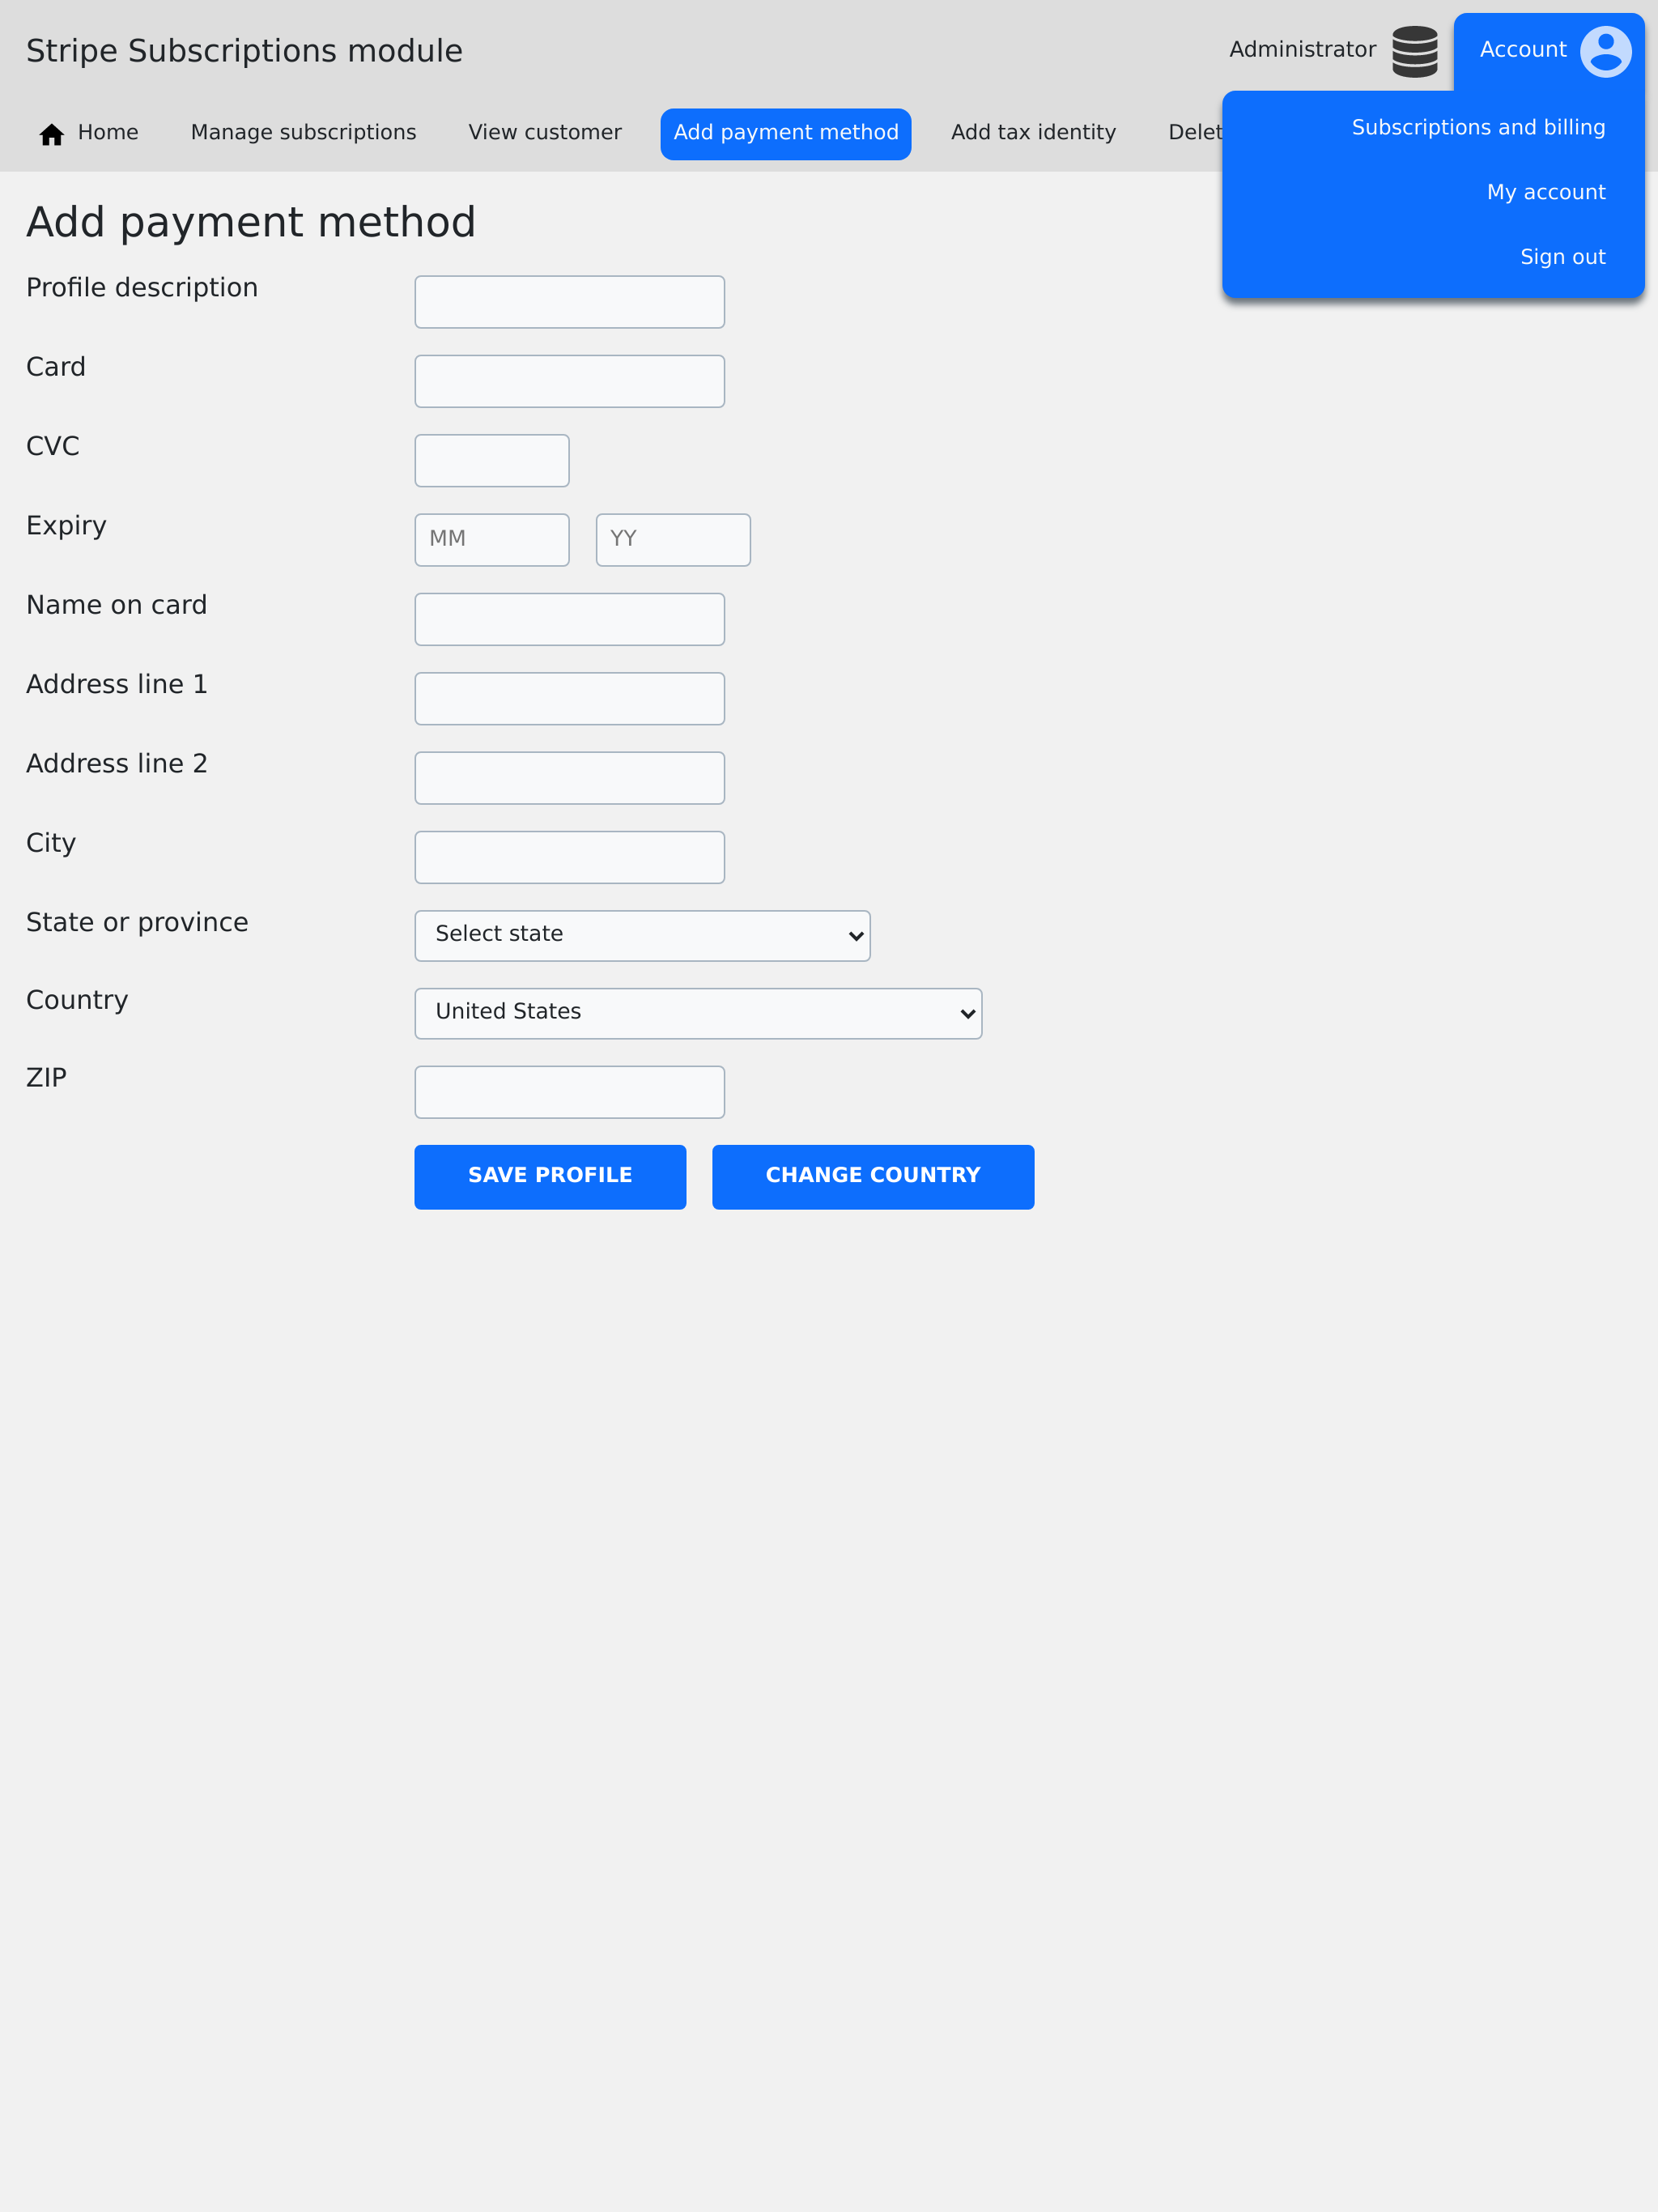 Stripe Subscriptions module
Administrator
Account
Home
Manage subscriptions
View customer
Add payment method
Add tax identity
Delet
Subscriptions and billing
My account
Sign out
Add payment method
Profile description
Card
CVC
Expiry
MM
YY
Name on card
Address line 1
Address line 2
City
State or province
Select state
Country
United States
ZIP
SAVE PROFILE
CHANGE COUNTRY